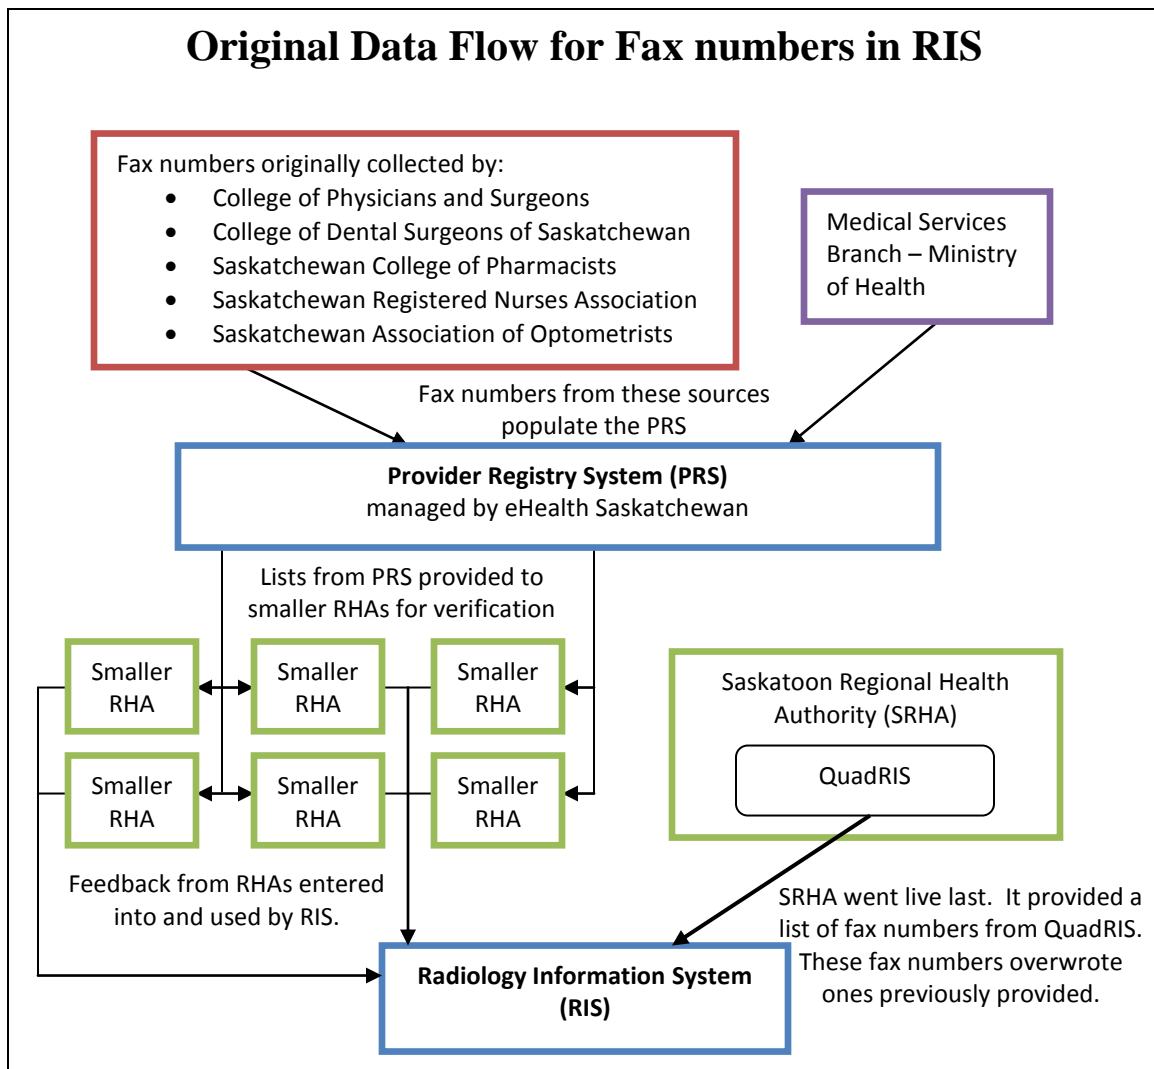 Original Data Flow for Fax numbers in RIS
Fax numbers originally collected by:
• College of Physicians and Surgeons
• College of Dental Surgeons of Saskatchewan
• Saskatchewan College of Pharmacists
• Saskatchewan Registered Nurses Association
• Saskatchewan Association of Optometrists
Medical Services
Branch – Ministry
of Health
Fax numbers from these sources
populate the PRS
Provider Registry System (PRS)
managed by eHealth Saskatchewan
Lists from PRS provided to
smaller RHAs for verification
Smaller
RHA
Smaller
RHA
Smaller
RHA
Smaller
RHA
Smaller
RHA
Smaller
RHA
Saskatoon Regional Health
Authority (SRHA)
QuadRIS
Feedback from RHAs entered
into and used by RIS.
SRHA went live last.  It provided a
list of fax numbers from QuadRIS.
These fax numbers overwrote
ones previously provided.
Radiology Information System
(RIS)